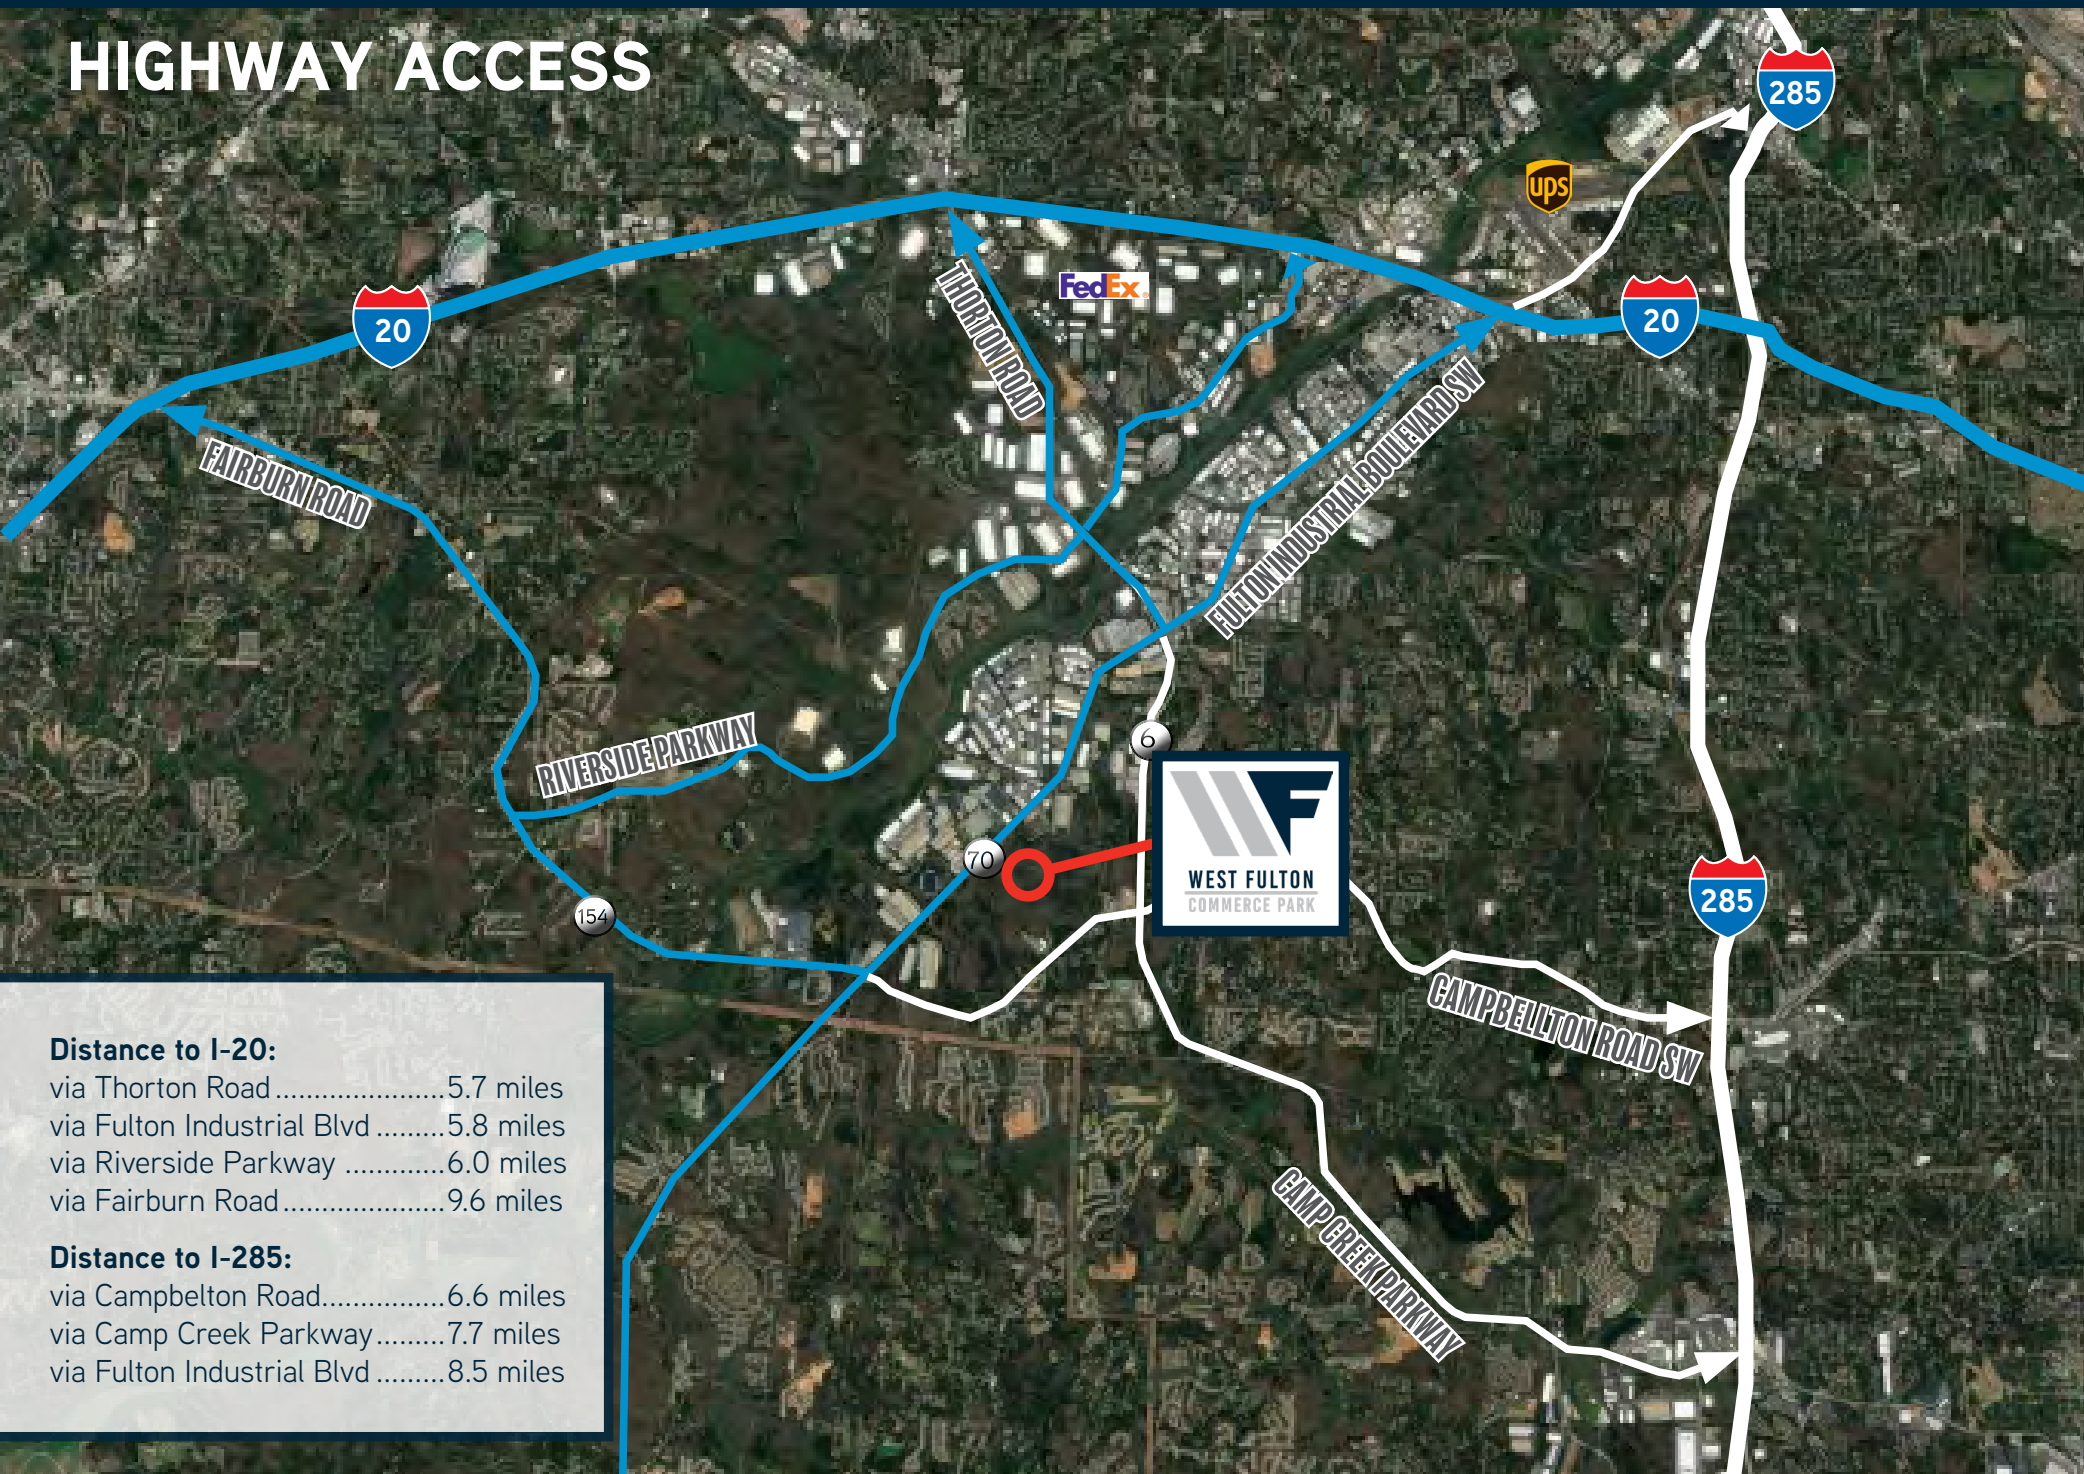 HIGHWAY ACCESS
285
ups
FedEx
THORTON ROAD
20
20
FAIRBURN ROAD
FULTON INDUSTRIAL BOULEVARD SW
RIVERSIDE PARKWAY
6
WF
WEST FULTON
COMMERCE PARK
70
285
154
CAMPBELLTON ROAD SW
CAMP CREEK PARKWAY
Distance to I-20:
via Thorton Road......................5.7 miles
via Fulton Industrial Blvd.........5.8 miles
via Riverside Parkway.............6.0 miles
via Fairburn Road.....................9.6 miles
Distance to I-285:
via Campbelton Road................6.6 miles
via Camp Creek Parkway.........7.7 miles
via Fulton Industrial Blvd.........8.5 miles